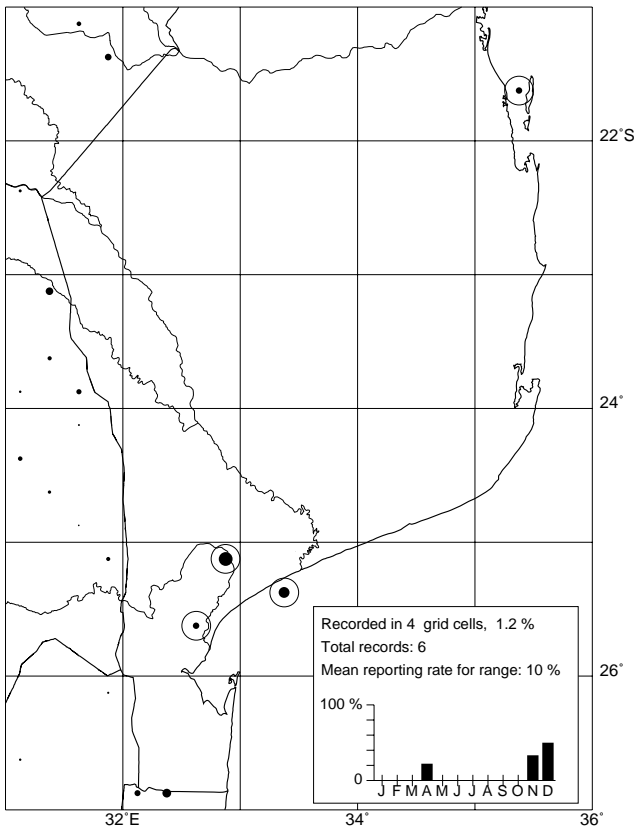 22°S
24°
Recorded in 4 grid cells, 1.2 %
Total records: 6
Mean reporting rate for range: 10 %
26°
100 %
0
J F M A M J J A S O N D
32°E 34° 36°